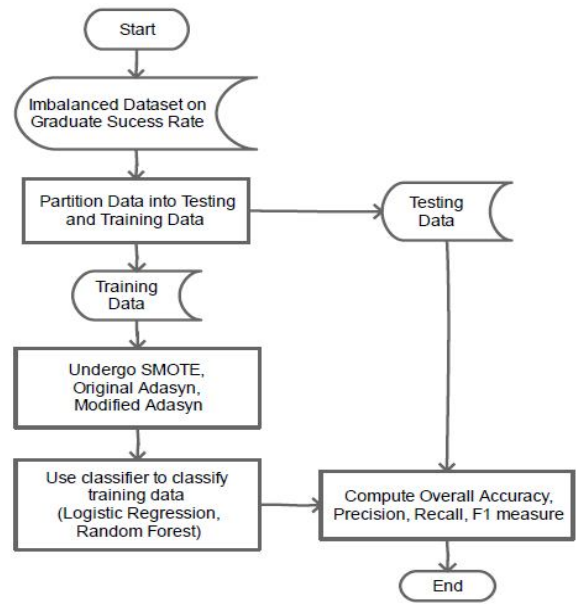 Start
Imbalanced Dataset on
Graduate Sucess Rate
Partition Data into Testing
and Training Data
Testing
Data
Training
Data
Undergo SMOTE,
Original Adasyn,
Modified Adasyn
Use classifier to classify
training data
(Logistic Regression,
Random Forest)
Compute Overall Accuracy,
Precision, Recall, F1 measure
End